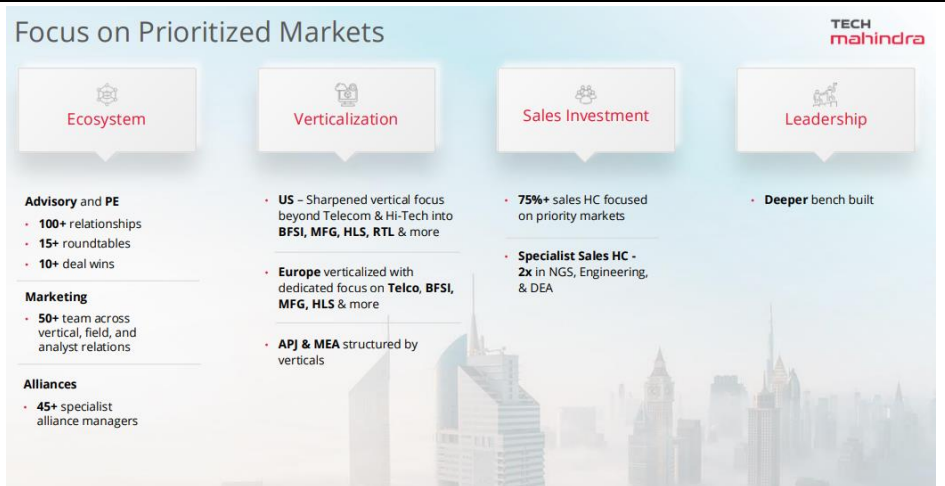 Focus on Prioritized Markets
TECH
mahindra
Ecosystem
Advisory and PE
• 100+ relationships
• 15+ roundtables
• 10+ deal wins
Marketing
• 50+ team across
vertical, field, and
analyst relations
Alliances
• 45+ specialist
alliance managers
Verticalization
• US – Sharpened vertical focus
beyond Telecom & Hi-Tech into
BFSI, MFG, HLS, RTL & more
• Europe verticalized with
dedicated focus on Telco, BFSI,
MFG, HLS & more
• APJ & MEA structured by
verticals
Sales Investment
• 75%+ sales HC focused
on priority markets
• Specialist Sales HC -
2x in NGS, Engineering,
& DEA
Leadership
• Deeper bench built